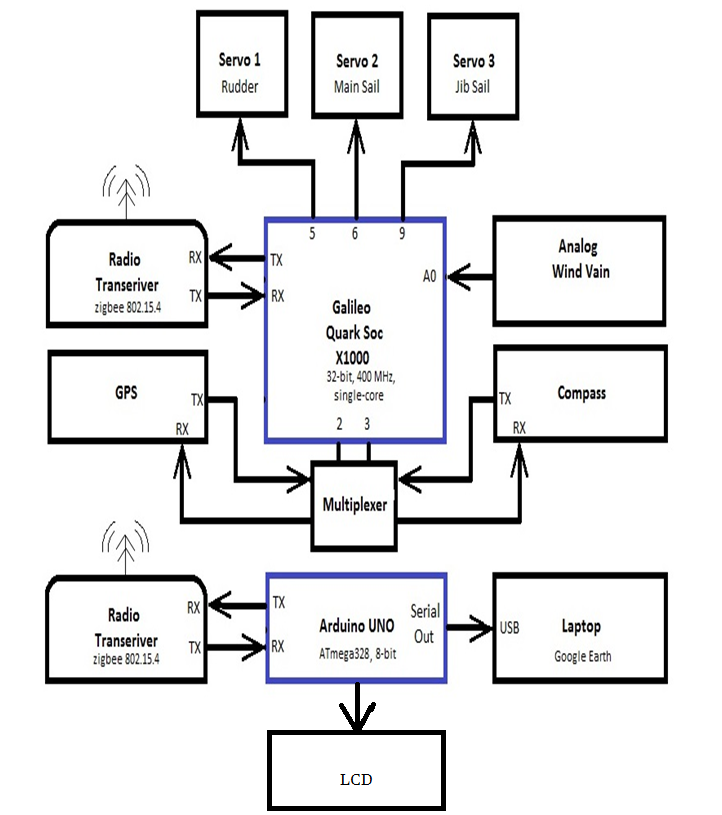 Servo 1
Rudder
Servo 2
Main Sail
Servo 3
Jib Sail
5 6 9
Radio
Transeriver
zigbee 802.15.4
RX
TX
TX
RX
Galileo
Quark Soc
X1000
32-bit, 400 MHz,
single-core
A0
2 3
Analog
Wind Vain
GPS
TX
RX
Compass
TX
RX
Multiplexer
Radio
Transeriver
zigbee 802.15.4
RX
TX
TX
RX
Arduino UNO
ATmega328, 8-bit
Serial
Out
USB
Laptop
Google Earth
LCD